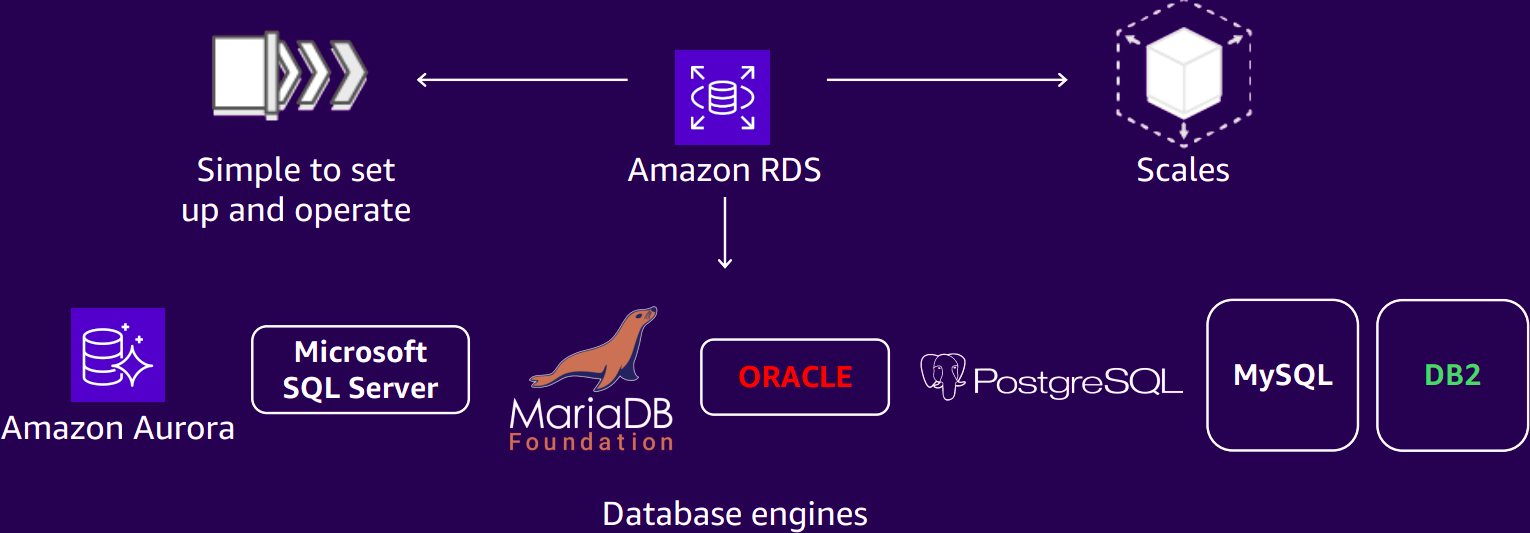 Simple to set
up and operate
Amazon RDS
Scales
Amazon Aurora
Microsoft
SQL Server
MariaDB
Foundation
ORACLE
PostgreSQL
MySQL
DB2
Database engines